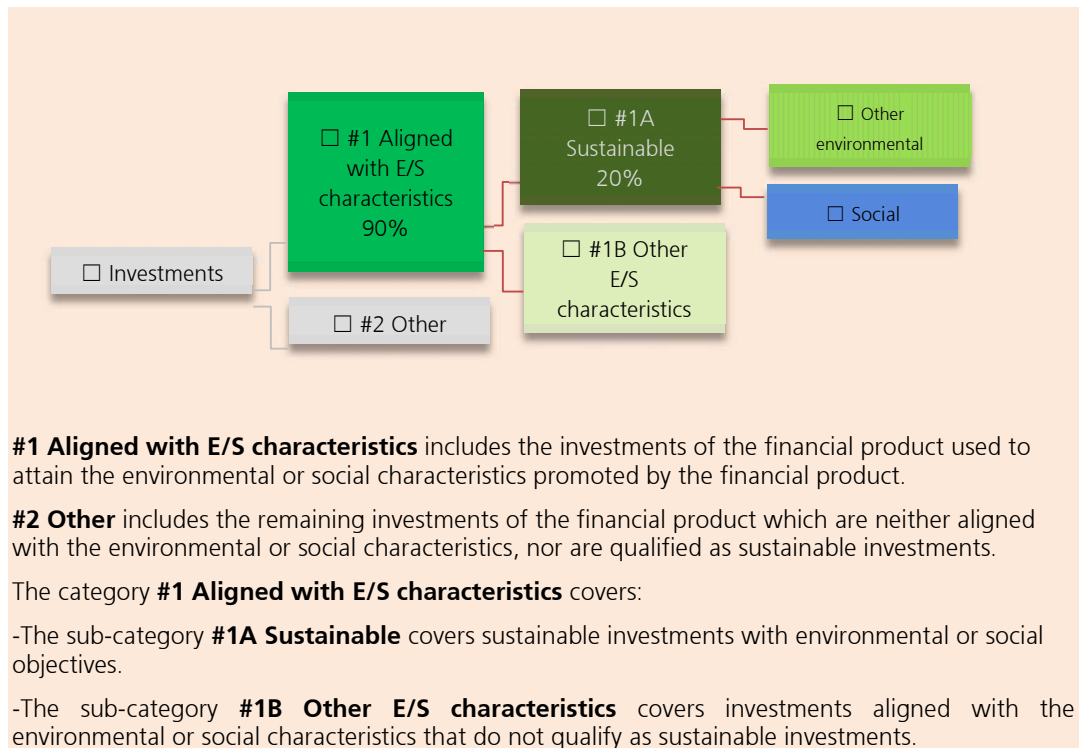 ☐ Investments
☐ #1 Aligned
with E/S
characteristics
90%
☐ #2 Other
☐ #1A
Sustainable
20%
☐ #1B Other
E/S
characteristics
☐ Other
environmental
☐ Social
#1 Aligned with E/S characteristics includes the investments of the financial product used to
attain the environmental or social characteristics promoted by the financial product.
#2 Other includes the remaining investments of the financial product which are neither aligned
with the environmental or social characteristics, nor are qualified as sustainable investments.
The category #1 Aligned with E/S characteristics covers:
-The sub-category #1A Sustainable covers sustainable investments with environmental or social
objectives.
-The sub-category #1B Other E/S characteristics covers investments aligned with the
environmental or social characteristics that do not qualify as sustainable investments.